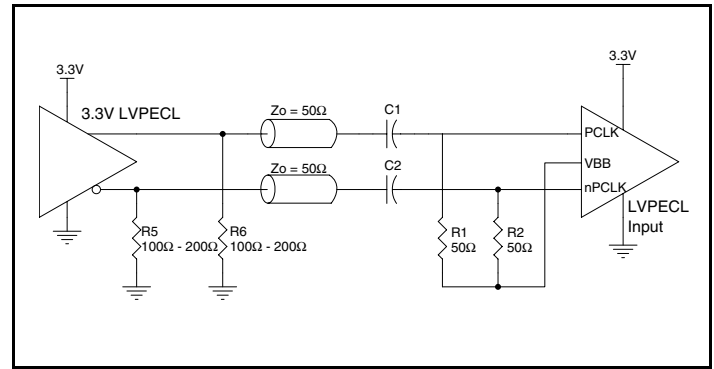 3.3V
3.3V
3.3V LVPECL
Zo = 50Ω
C1
PCLK
Zo = 50Ω
C2
VBB
nPCLK
LVPECL
Input
R5
100Ω - 200Ω
R6
100Ω - 200Ω
R1
50Ω
R2
50Ω